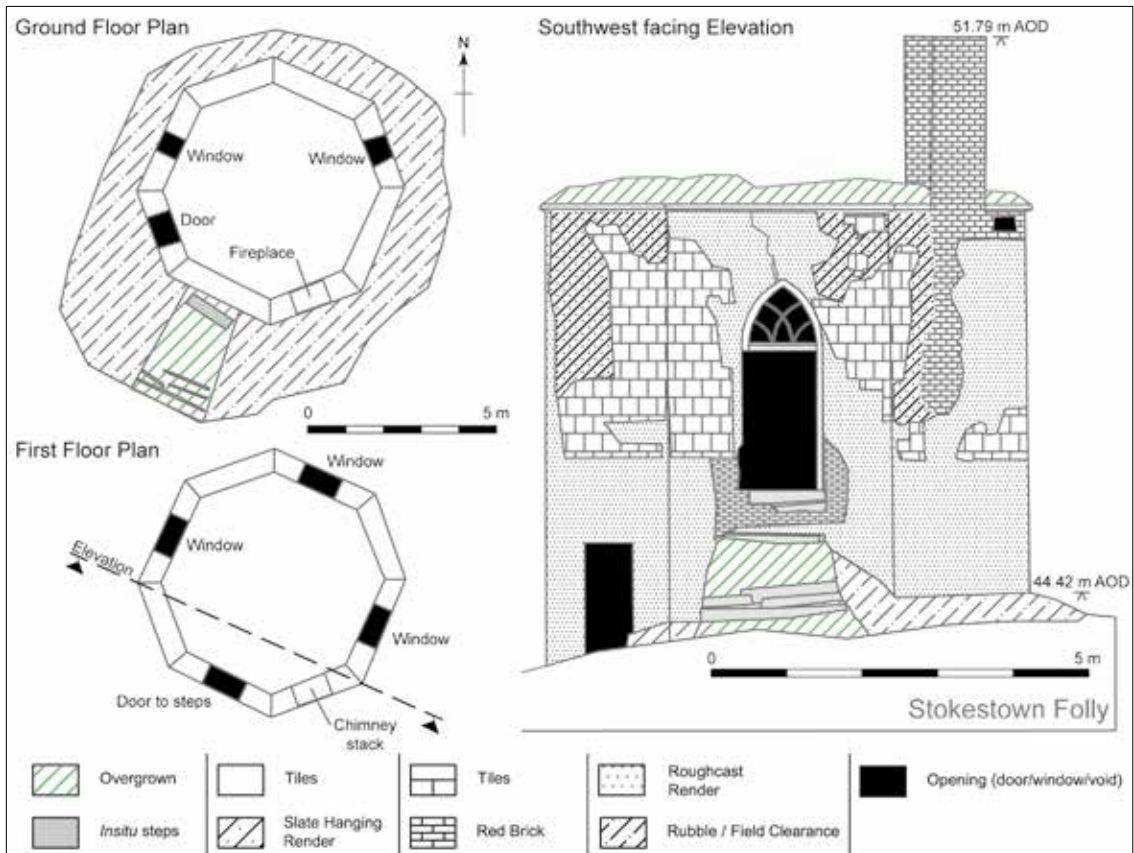 Ground Floor Plan
N
Window
Window
Door
Fireplace
0
5 m
First Floor Plan
Window
Elevation
Window
Window
Door to steps
Chimney
stack
Southwest facing Elevation
51.79 m AOD
44.42 m AOD
0
5 m
Stokestown Folly
Overgrown
Tiles
Tiles
Roughcast
Render
Opening (door/window/void)
Insitu steps
Slate Hanging
Render
Red Brick
Rubble / Field Clearance